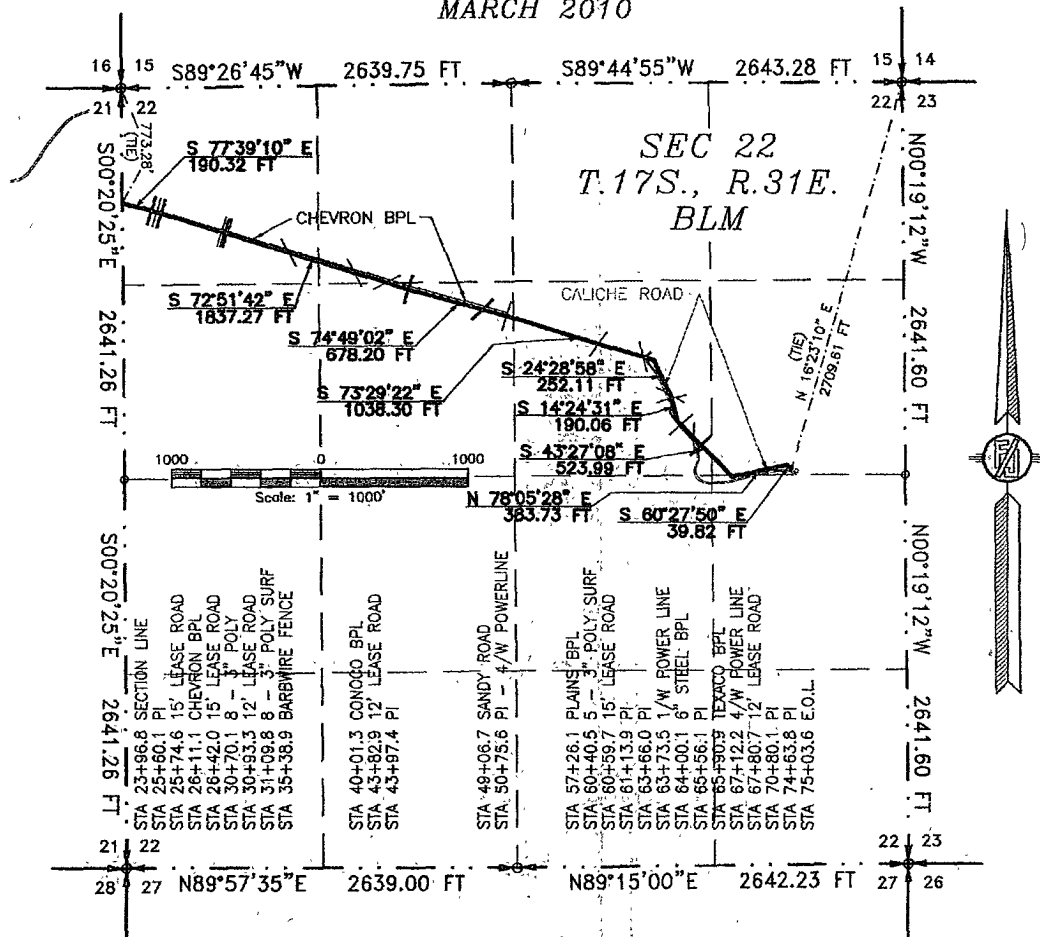 MARCH 2010
16 15
S89°26'45"W 2639.75 FT
S89°44'55"W 2643.28 FT
15 14
21 22
22 23
773.28'
(TIE)
S 77°39'10" E
190.32 FT
SEC 22
T.17S., R.31E.
BLM
S00°20'25"E 2641.26 FT
N00°19'12"W 2641.60 FT
CHEVRON BPL
N 16°23'10" E
(TIE)
2709.61 FT
CALICHE ROAD
S 72°51'42" E
1837.27 FT
S 74°49'02" E
678.20 FT
S 24°28'58" E
252.11 FT
S 73°29'22" E
1038.30 FT
S 14°24'31" E
190.06 FT
S 43°27'08" E
523.99 FT
1000 0 1000
Scale: 1" = 1000'
N 78°05'28" E
383.73 FT
S 60°27'50" E
39.82 FT
S00°20'25"E 2641.26 FT
N00°19'12"W 2641.60 FT
STA 23+96.8 SECTION LINE
STA 25+60.1 PI
STA 25+74.6 15' LEASE ROAD
STA 26+11.1 CHEVRON BPL
STA 26+42.0 15' LEASE ROAD
STA 30+70.1 8 - 3" POLY
STA 30+93.3 12' LEASE ROAD
STA 31+09.8 8 - 3" POLY SURF
STA 35+38.9 BARBWIRE FENCE
STA 40+01.3 CONOCO BPL
STA 43+82.9 12' LEASE ROAD
STA 43+97.4 PI
STA 49+06.7 SANDY ROAD
STA 50+75.6 PI - 4/W POWERLINE
STA 57+26.1 PLAINS BPL
STA 60+40.5 5 - 3" POLY SURF
STA 60+59.7 15' LEASE ROAD
STA 61+13.9 PI
STA 63+66.0 PI
STA 63+73.5 1/W POWER LINE
STA 64+00.1 6" STEEL BPL
STA 65+56.1 PI
STA 65+90.9 TEXACO BPL
STA 67+12.2 4/W POWER LINE
STA 67+80.7 12' LEASE ROAD
STA 70+80.1 PI
STA 74+63.8 PI
STA 75+03.6 E.O.L.
21 22
22 23
28 27
N89°57'35"E 2639.00 FT
N89°15'00"E 2642.23 FT
27 26